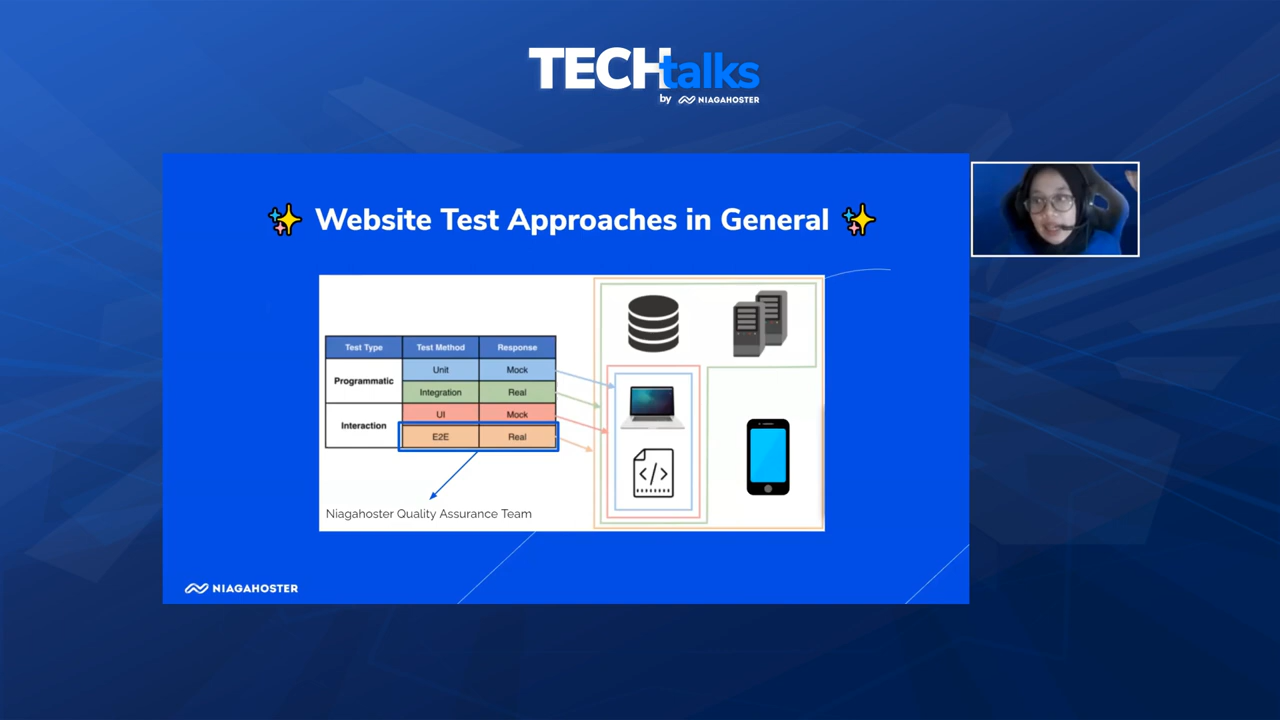 TECHtalks
by NIAGAHOSTER
Website Test Approaches in General
Test Type Test Method Response
Programmatic
Unit Mock
Integration Real
Interaction
UI Mock
E2E Real
Niagahoster Quality Assurance Team
NIAGAHOSTER